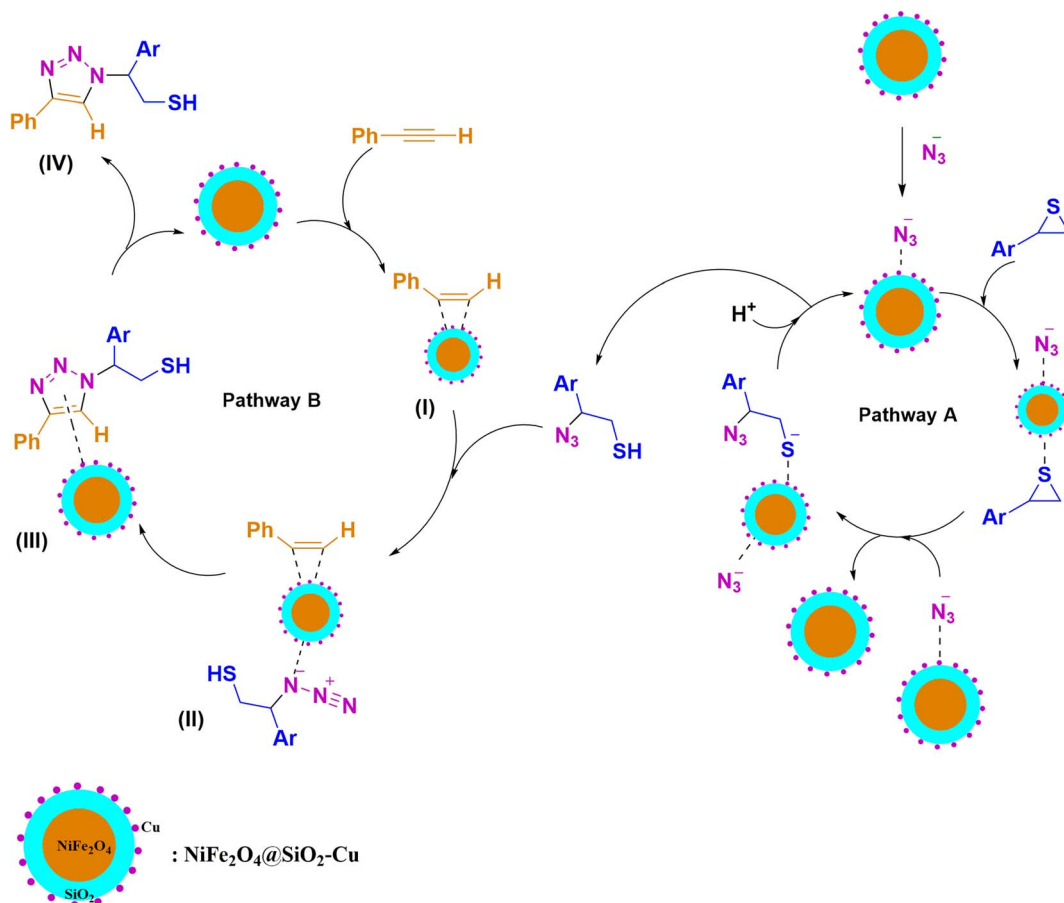 Ar
N
N
N
SH
Ph
H
(IV)
Ph
H
N₃⁻
S
Ar
N₃⁻
Ph
H
(I)
H⁺
N₃⁻
Ar
N
N
N
SH
Ph
H
(III)
Pathway B
Ar
N₃
SH
Ar
N₃
S⁻
Pathway A
S
Ar
Ph
H
N₃⁻
N₃⁻
HS
N⁻
N⁺
N
(II)
Ar
NiFe₂O₄
Cu
SiO₂
: NiFe₂O₄@SiO₂-Cu